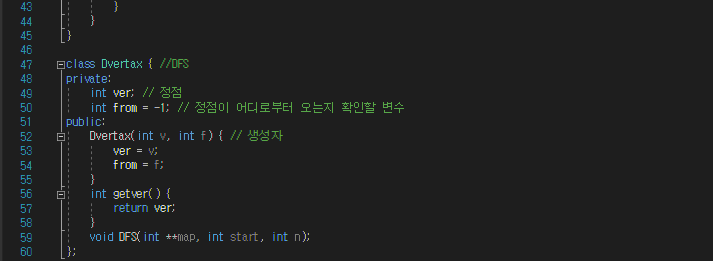 43 }
44 }
45 }
46
47 class Dvertax { //DFS
48 private:
49 int ver; // 정점
50 int from = -1; // 정점이 어디로부터 오는지 확인할 변수
51 public:
52 Dvertax(int v, int f) { // 생성자
53 ver = v;
54 from = f;
55 }
56 int getver() {
57 return ver;
58 }
59 void DFS(int **map, int start, int n);
60 };